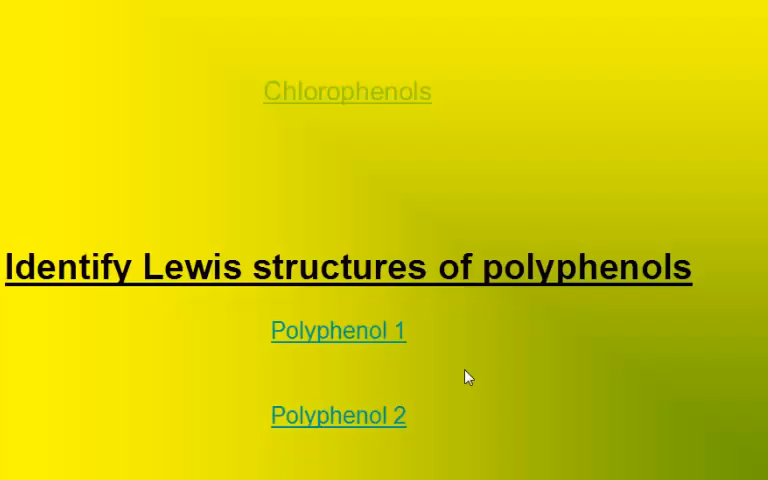 Chlorophenols
Identify Lewis structures of polyphenols
Polyphenol 1
Polyphenol 2